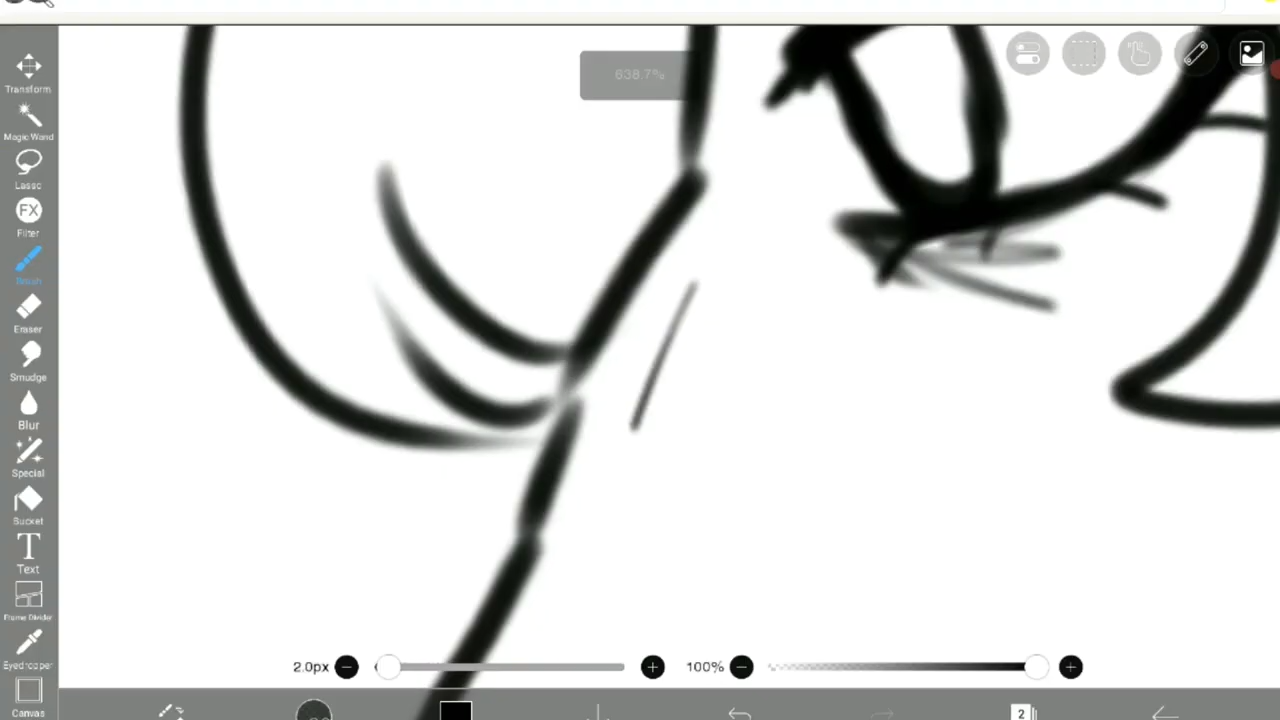 638.7%
Transform
Magic Wand
Lasso
FX
Filter
Brush
Eraser
Smudge
Blur
Special
Bucket
T
Text
Frame Divider
Eyedropper
Canvas
2.0px
100%
2